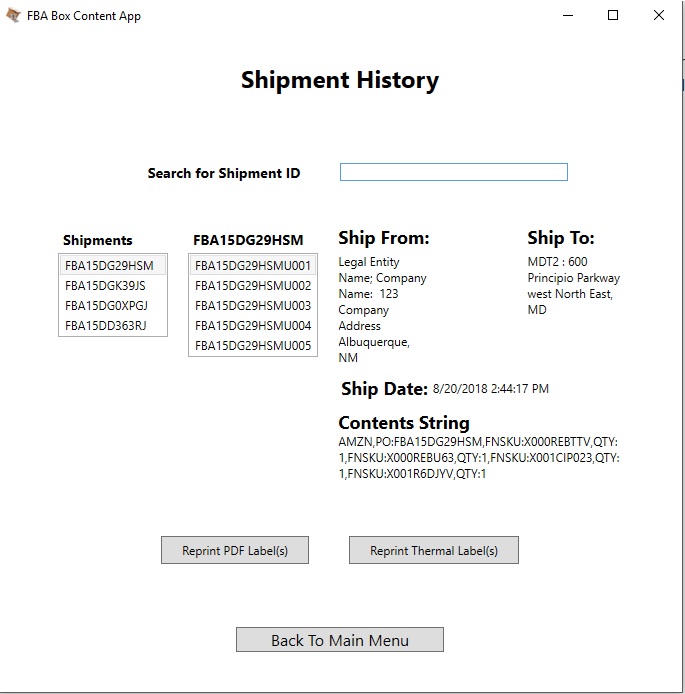 FBA Box Content App
Shipment History
Search for Shipment ID
Shipments
FBA15DG29HSM
FBA15DGK39JS
FBA15DG0XPGJ
FBA15DD363RJ
FBA15DG29HSM
FBA15DG29HSMU001
FBA15DG29HSMU002
FBA15DG29HSMU003
FBA15DG29HSMU004
FBA15DG29HSMU005
Ship From:
Legal Entity
Name; Company
Name:  123
Company
Address
Albuquerque,
NM
Ship To:
MDT2 : 600
Principio Parkway
west North East,
MD
Ship Date: 8/20/2018 2:44:17 PM
Contents String
AMZN,PO:FBA15DG29HSM,FNSKU:X000REBTTV,QTY:
1,FNSKU:X000REBU63,QTY:1,FNSKU:X001CIP023,QTY:
1,FNSKU:X001R6DJYV,QTY:1
Reprint PDF Label(s)
Reprint Thermal Label(s)
Back To Main Menu